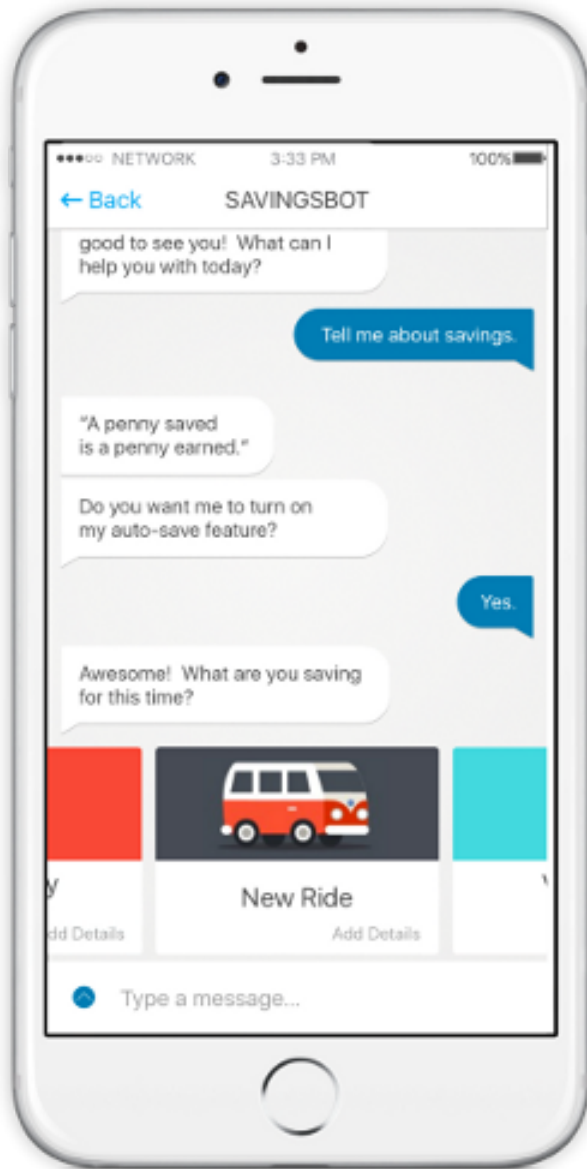 NETWORK 3:33 PM 100%
← Back SAVINGSBOT
good to see you! What can I
help you with today?
Tell me about savings.
“A penny saved
is a penny earned.”
Do you want me to turn on
my auto-save feature?
Yes.
Awesome! What are you saving
for this time?
y
New Ride
dd Details
Add Details
Type a message...